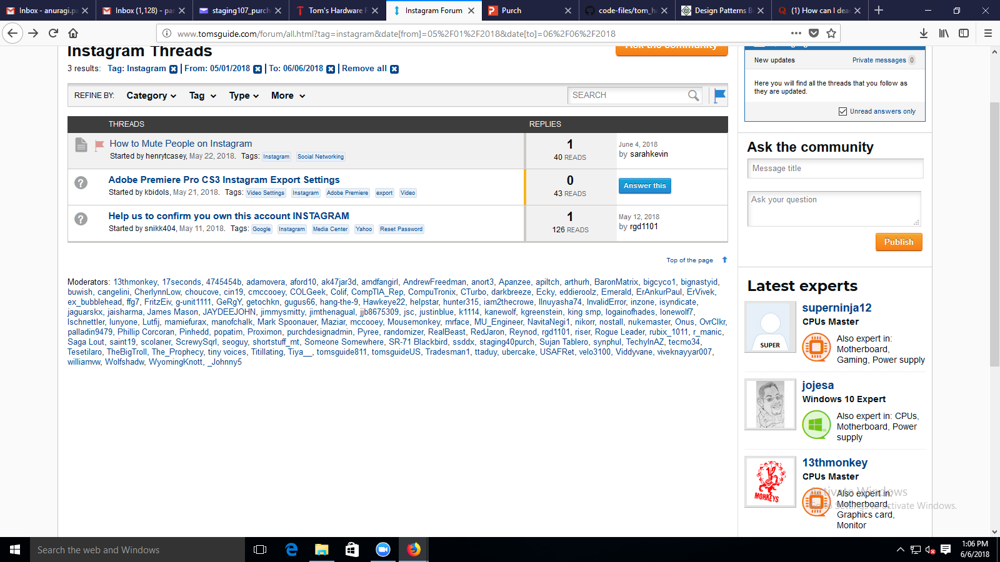 Inbox - anuragi.pa
Inbox (1,128) - pa
staging107_purch
Tom's Hardware F
Instagram Forum
Purch
code-files/tom_ha
Design Patterns B
(1) How can I dea
www.tomsguide.com/forum/all.html?tag=instagram&date[from]=05%2F01%2F2018&date[to]=06%2F06%2F2018
Instagram Threads
Ask the community
3 results: Tag: Instagram | From: 05/01/2018 | To: 06/06/2018 | Remove all
REFINE BY: Category Tag Type More SEARCH
THREADS REPLIES
How to Mute People on Instagram
Started by henrytcasey, May 22, 2018. Tags: Instagram Social Networking
1
40 READS
June 4, 2018
by sarahkevin
Adobe Premiere Pro CS3 Instagram Export Settings
Started by kbidols, May 21, 2018. Tags: Video Settings Instagram Adobe Premiere export Video
0
43 READS
Answer this
Help us to confirm you own this account INSTAGRAM
Started by snikk404, May 11, 2018. Tags: Google Instagram Media Center Yahoo Reset Password
1
126 READS
May 12, 2018
by rgd1101
Top of the page
Moderators: 13thmonkey, 17seconds, 4745454b, adamovera, aford10, ak47jar3d, amdfangirl, AndrewFreedman, anort3, Apanzee, apiltch, arthurh, BaronMatrix, bigcyco1, bignastyid,
buwish, cangelini, CherlynnLow, choucove, cin19, cmccooey, COLGeek, Colif, CompTIA_Rep, CompuTronix, CTurbo, darkbreeze, Ecky, eddieroolz, Emerald, ErAnkurPaul, ErVivek,
ex_bubblehead, ffg7, FritzEiv, g-unit1111, GeRgY, getochkn, gugus66, hang-the-9, Hawkeye22, helpstar, hunter315, iam2thecrowe, IInuyasha74, InvalidError, inzone, isyndicate,
jaguarskx, jaisharma, James Mason, JAYDEEJOHN, jimmysmitty, jimthenagual, jjb8675309, jsc, justinblue, k1114, kanewolf, kgreenstein, king smp, logainofhades, lonewolf7,
lschnettler, lunyone, Lutfij, mamiefurax, manofchalk, Mark Spoonauer, Maziar, mccooey, Mousemonkey, mrface, MU_Engineer, NavitaNegi1, nikorr, nostall, nukemaster, Onus, OvrClkr,
palladin9479, Phillip Corcoran, Pinhedd, popatim, Proximon, purchdesignadmin, Pyree, randomizer, RealBeast, RedJaron, Reynod, rgd1101, riser, Rogue Leader, rubix_1011, r_manic,
Saga Lout, saint19, scolaner, ScrewySqrl, seoguy, shortstuff_mt, Someone Somewhere, SR-71 Blackbird, ssddx, staging40purch, Sujan Tablero, synphul, TechyInAZ, tecmo34,
Tesetilaro, TheBigTroll, The_Prophecy, tiny voices, Titillating, Tiya__, tomsguide811, tomsguideUS, Tradesman1, ttaduy, ubercake, USAFRet, velo3100, Viddyvane, viveknayyar007,
williamvw, Wolfshadw, WyomingKnott, _Johnny5
New updates Private messages 0
Here you will find all the threads that you follow as
they are updated.
Unread answers only
Ask the community
Message title
Ask your question
Publish
Latest experts
SUPER
superninja12
CPUs Master
Also expert in:
Motherboard,
Gaming, Power supply
jojesa
Windows 10 Expert
10
Also expert in: CPUs,
Motherboard, Power
supply
MONKEYS
13thmonkey
CPUs Master
Also expert in:
Motherboard,
Graphics card,
Monitor
Activate Windows
Go to Settings to activate Windows.
Search the web and Windows
1:06 PM
6/6/2018